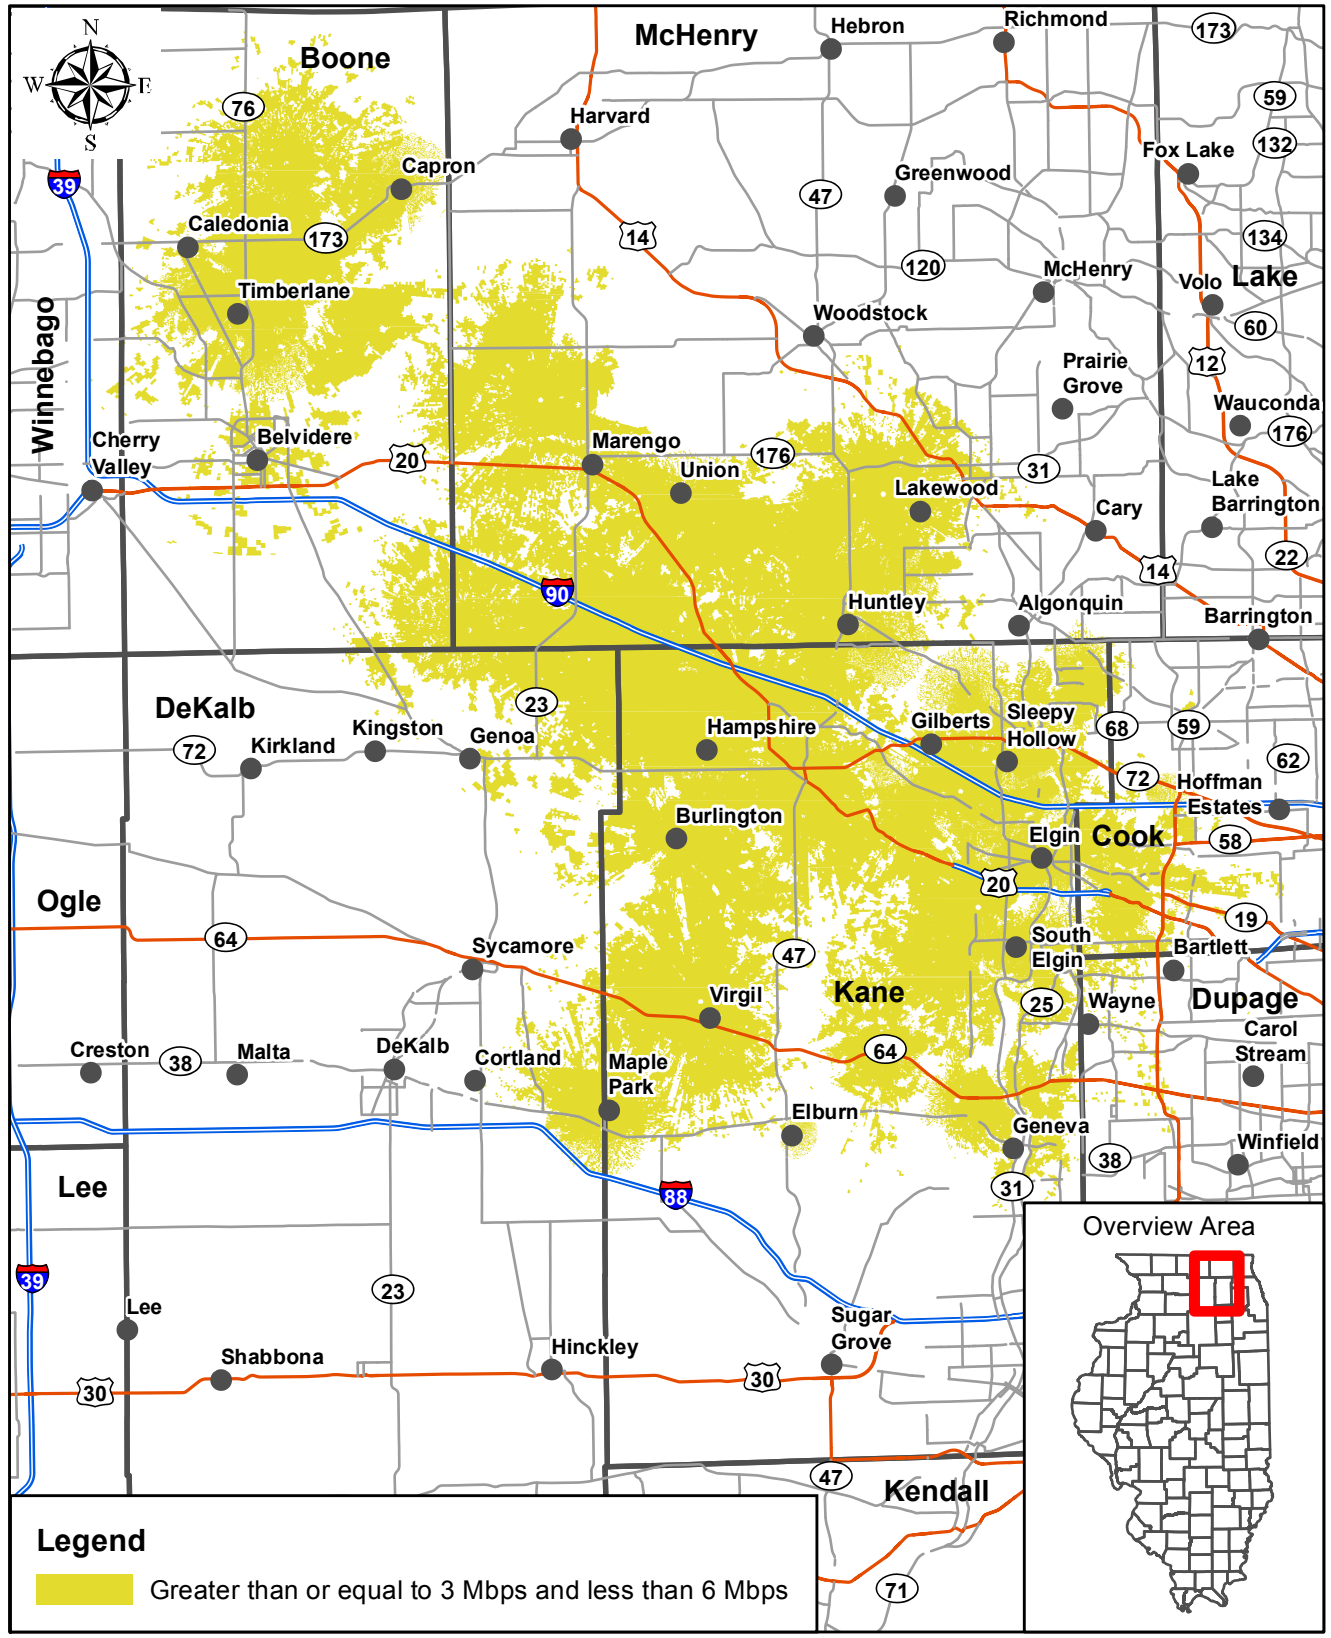 N
W
E
S
Boone
McHenry
Hebron
Richmond
173
76
59
Harvard
132
Fox Lake
Capron
39
Greenwood
47
Caledonia
173
14
134
120
McHenry
Volo
Lake
Timberlane
Woodstock
60
Winnebago
Prairie
Grove
12
Wauconda
Cherry
Valley
Belvidere
20
Marengo
176
176
Union
31
Lakewood
Lake
Barrington
Cary
14
22
90
Huntley
Algonquin
Barrington
DeKalb
23
Sleepy
Hollow
Gilberts
68
59
Hampshire
Kingston
Genoa
72
Kirkland
62
72
Hoffman
Estates
Burlington
Elgin
Cook
58
20
Ogle
19
64
Sycamore
47
South
Elgin
Bartlett
Kane
25
Wayne
Dupage
Virgil
Carol
Stream
Creston
38
Malta
DeKalb
Cortland
Maple
Park
64
Elburn
Geneva
38
Winfield
Lee
88
31
Overview Area
39
23
Lee
Sugar
Grove
Shabbona
Hinckley
30
30
47
Kendall
Legend
Greater than or equal to 3 Mbps and less than 6 Mbps
71